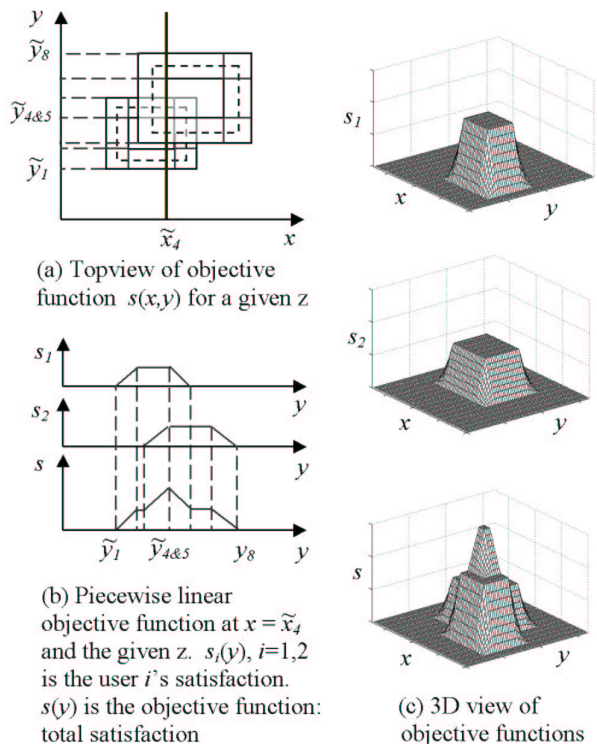 y
ỹ8
ỹ4&5
ỹ1
x̃4
x
(a) Topview of objective
function s(x,y) for a given z
s1
y
s2
y
s
ỹ1
ỹ4&5
y8
y
(b) Piecewise linear
objective function at x = x̃4
and the given z. si(y), i=1,2
is the user i’s satisfaction.
s(y) is the objective function:
total satisfaction
s1
x
y
s2
x
y
s
x
y
(c) 3D view of
objective functions